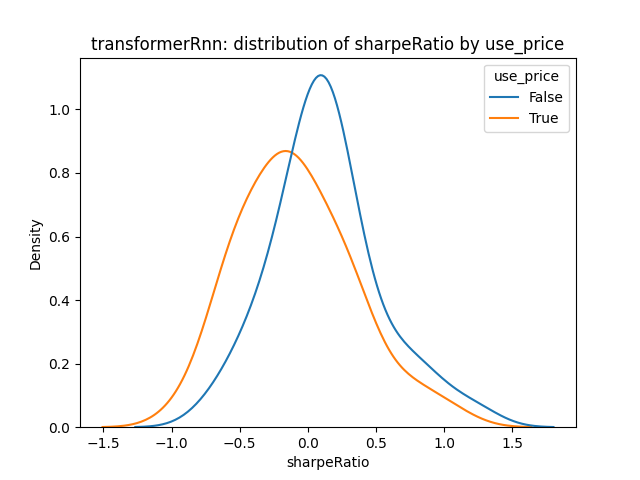 transformerRnn: distribution of sharpeRatio by use_price
use_price
False
True
Density
1.0
0.8
0.6
0.4
0.2
0.0
−1.5 −1.0 −0.5 0.0 0.5 1.0 1.5
sharpeRatio